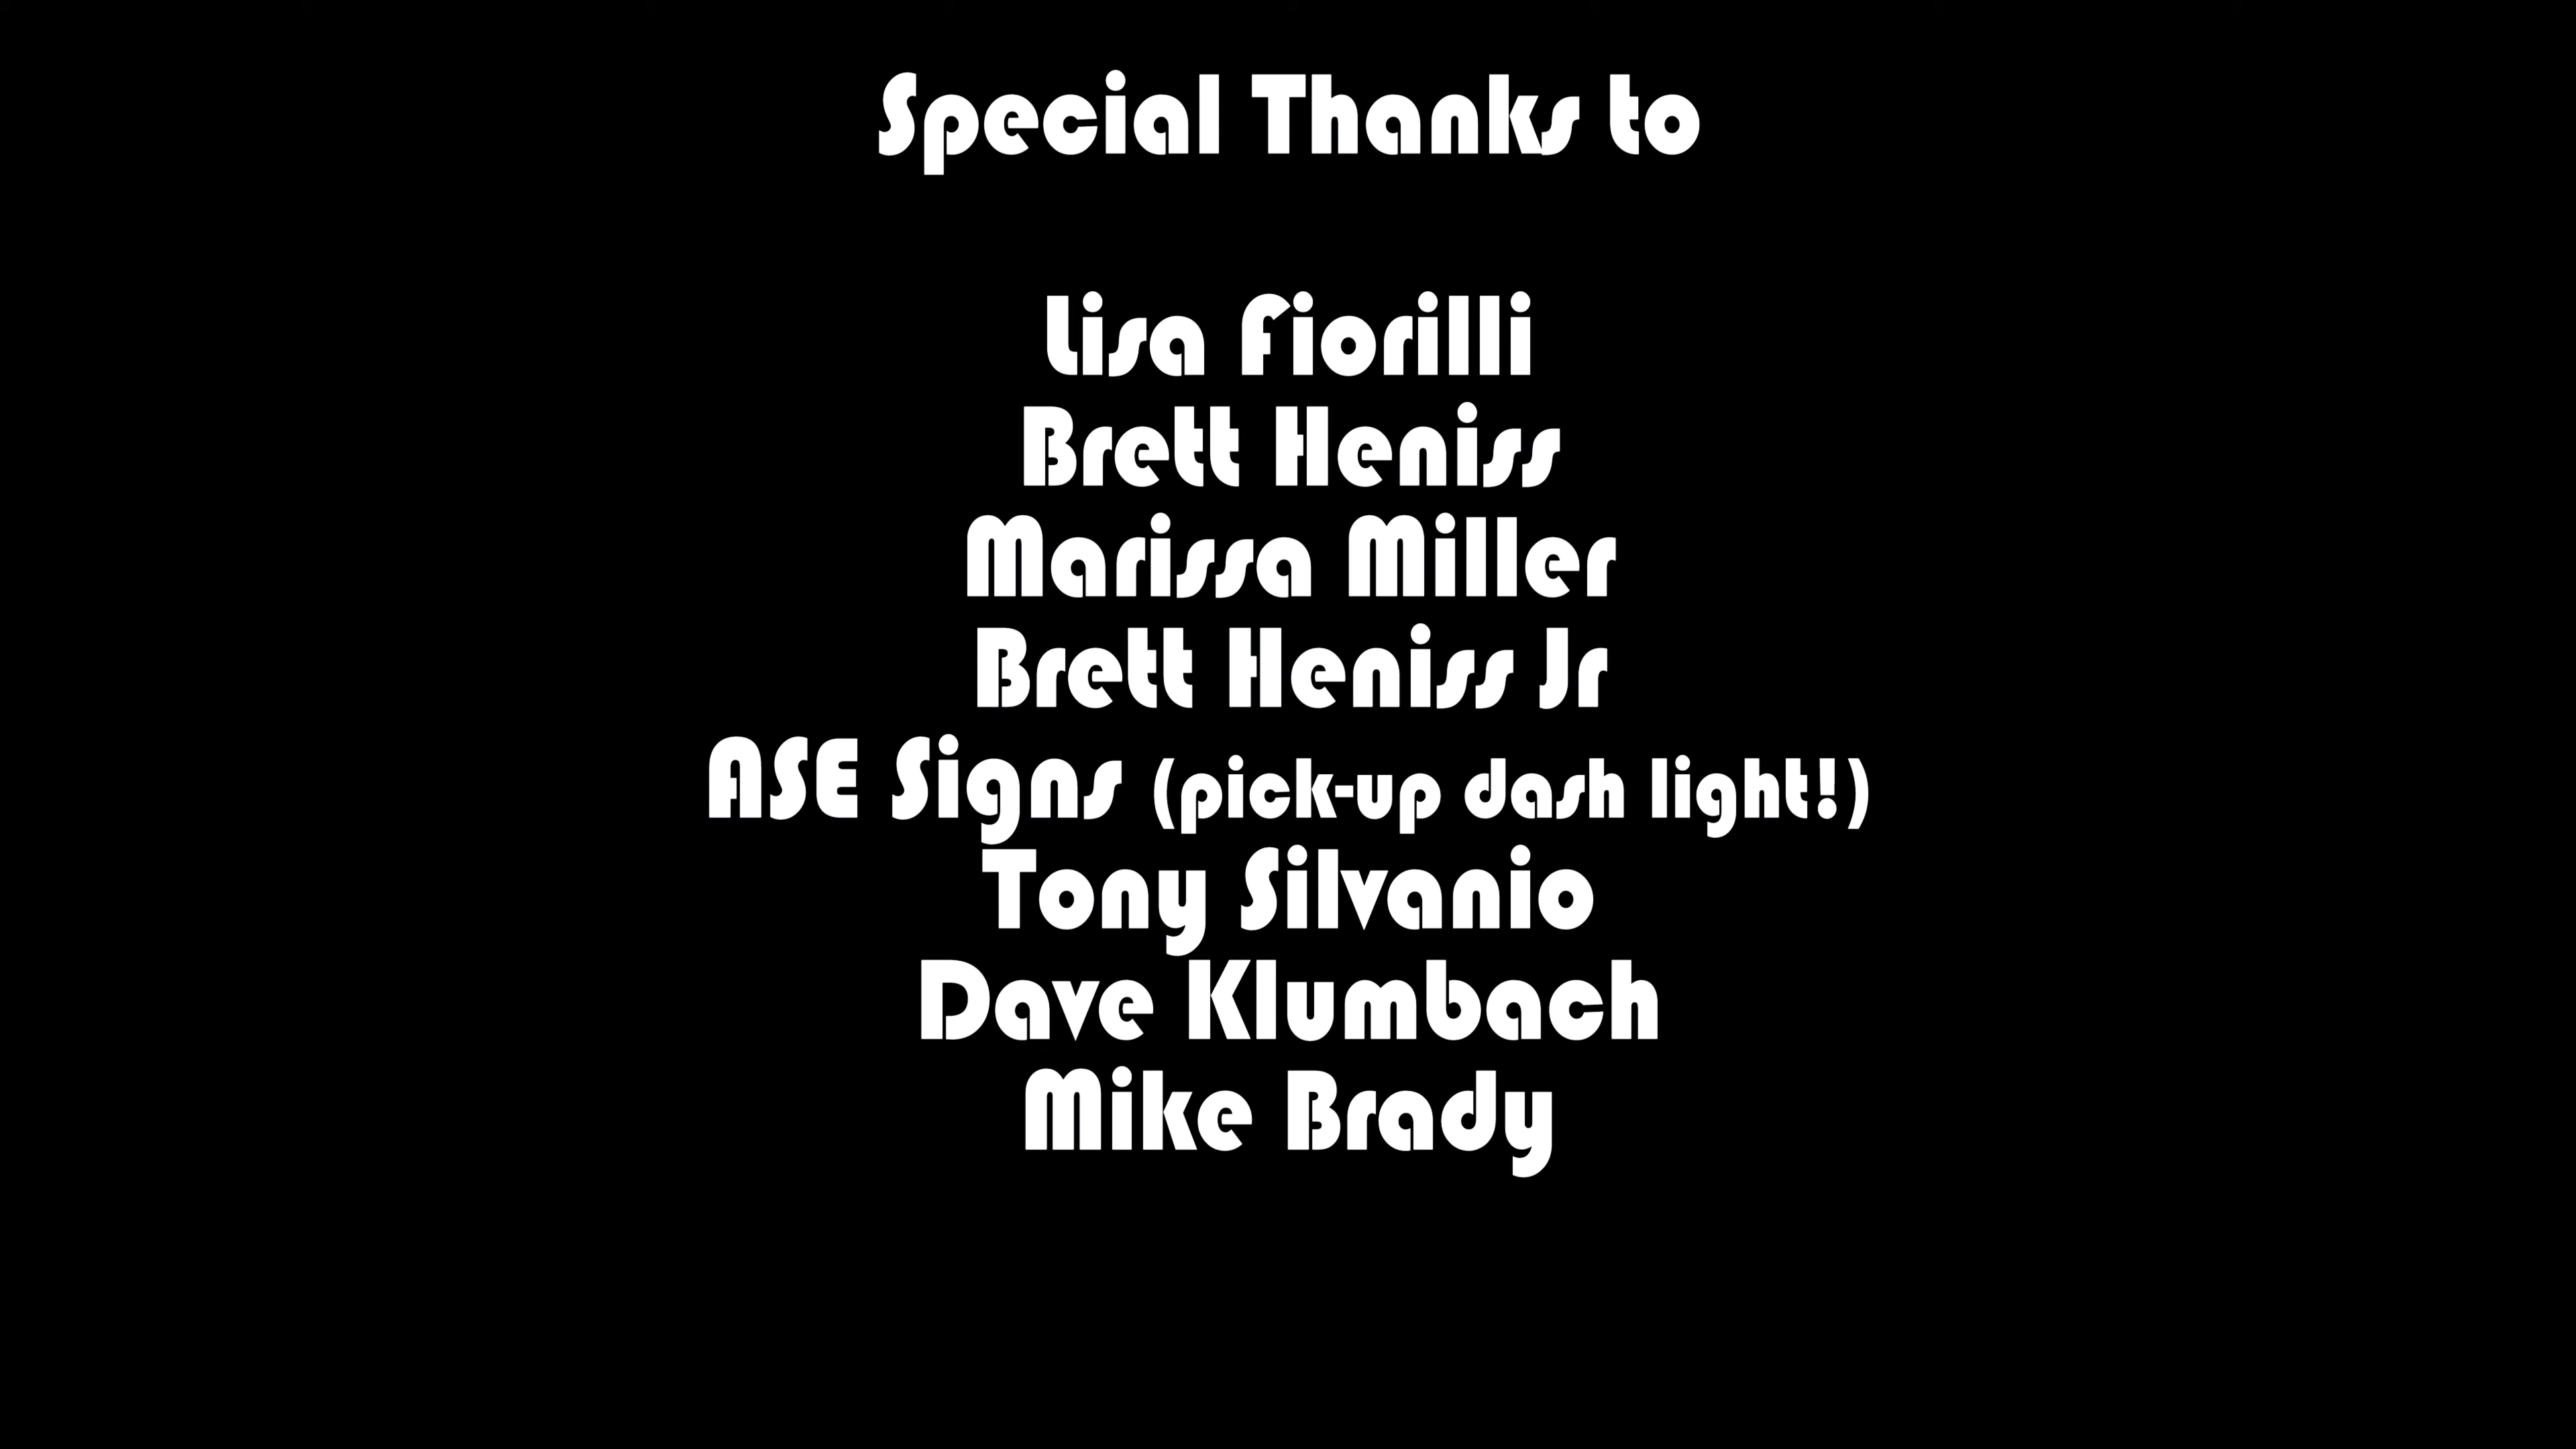 Special Thanks to
Lisa Fiorilli
Brett Heniss
Marissa Miller
Brett Heniss Jr
ASE Signs (pick-up dash light!)
Tony Silvanio
Dave Klumbach
Mike Brady